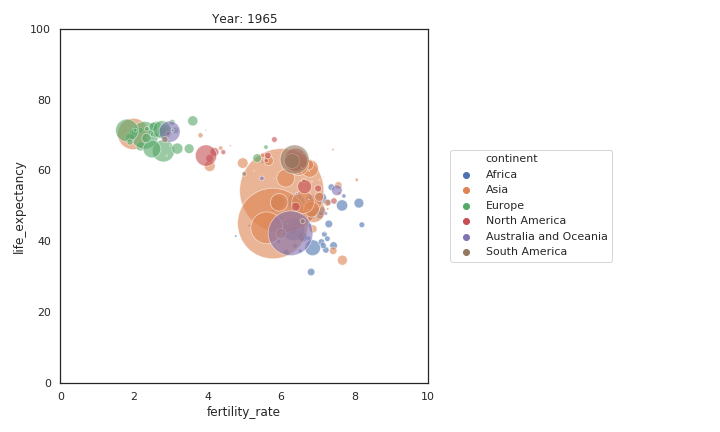 Year: 1965
100
80
60
40
20
0
life_expectancy
0 2 4 6 8 10
fertility_rate
continent
Africa
Asia
Europe
North America
Australia and Oceania
South America